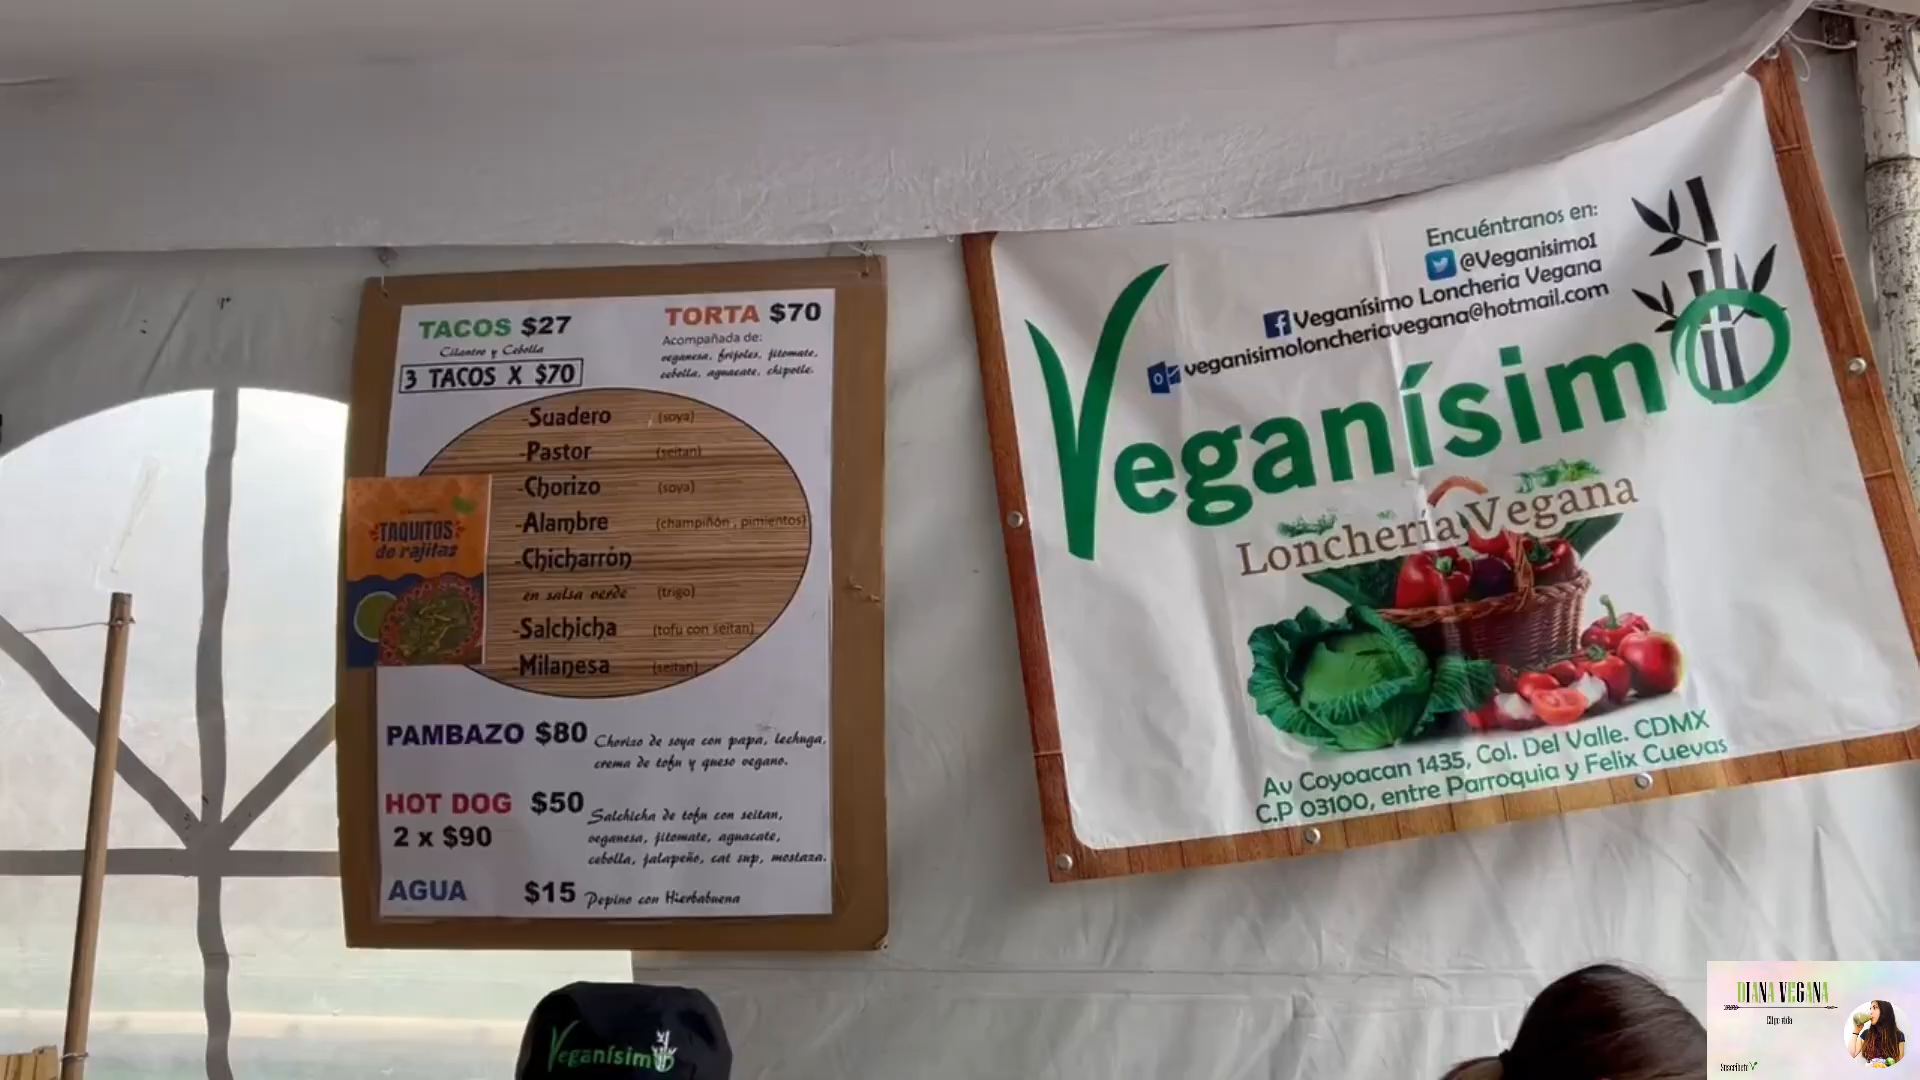 TACOS $27
Cilantro y Cebolla
3 TACOS X $70
TORTA $70
Acompañada de:
veganesa, frijoles, jitomate,
cebolla, aguacate, chipotle.
-Suadero (soya)
-Pastor (seitan)
-Chorizo (soya)
-Alambre (champiñón , pimientos)
-Chicharrón
en salsa verde (trigo)
-Salchicha (tofu con seitan)
-Milanesa (seitan)
TAQUITOS
de rajitas
PAMBAZO $80 Chorizo de soya con papa, lechuga,
crema de tofu y queso vegano.
HOT DOG $50 Salchicha de tofu con seitan,
2 x $90 veganesa, jitomate, aguacate,
cebolla, jalapeño, cat sup, mostaza.
AGUA $15 Pepino con Hierbabuena
Encuéntranos en:
@Veganisimo1
Veganísimo Loncheria Vegana
veganisimoloncheriavegana@hotmail.com
Veganísimo
Lonchería Vegana
Av Coyoacan 1435, Col. Del Valle. CDMX
C.P 03100, entre Parroquia y Felix Cuevas
Veganísimo
DIANA VEGANA
Suscríbete